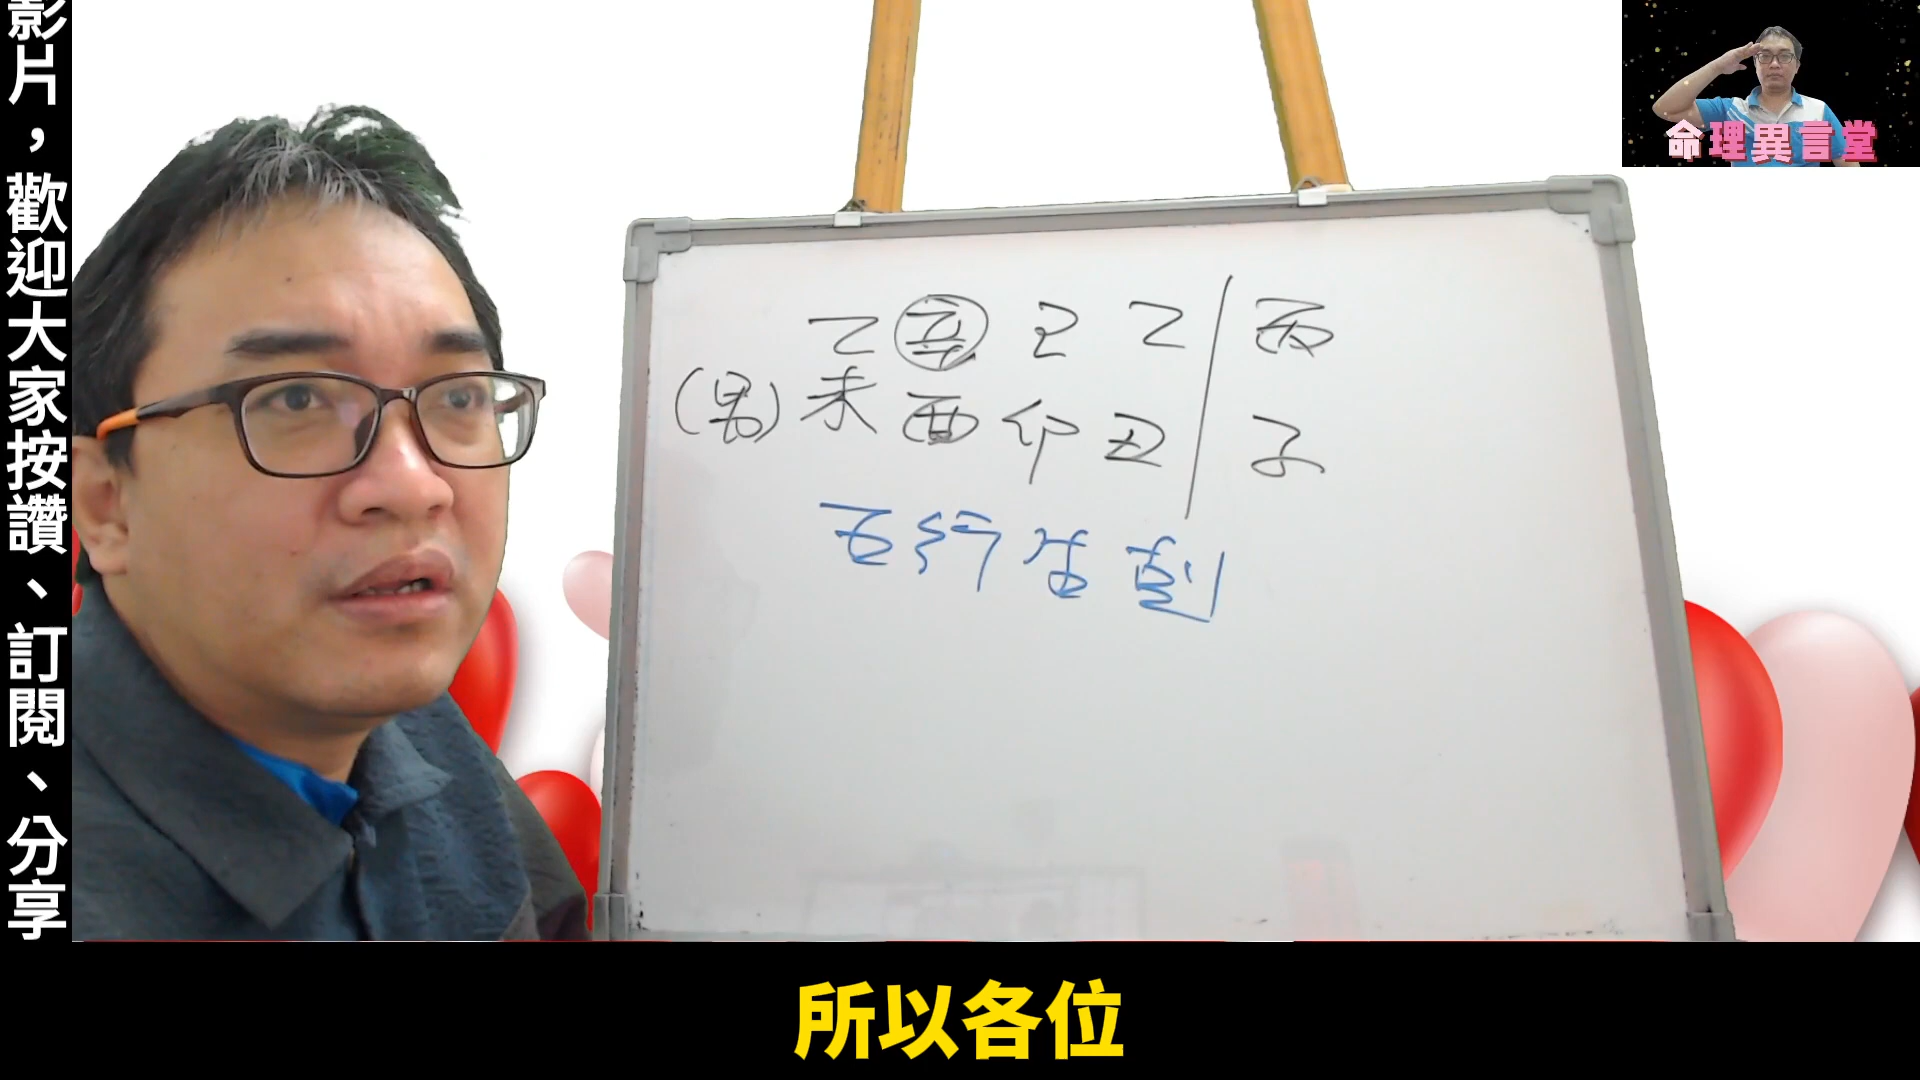 影片，歡迎大家按讚、訂閱、分享
命理異言堂
乙辛己乙 丙
(男)未酉卯丑 子
五行生剋
所以各位